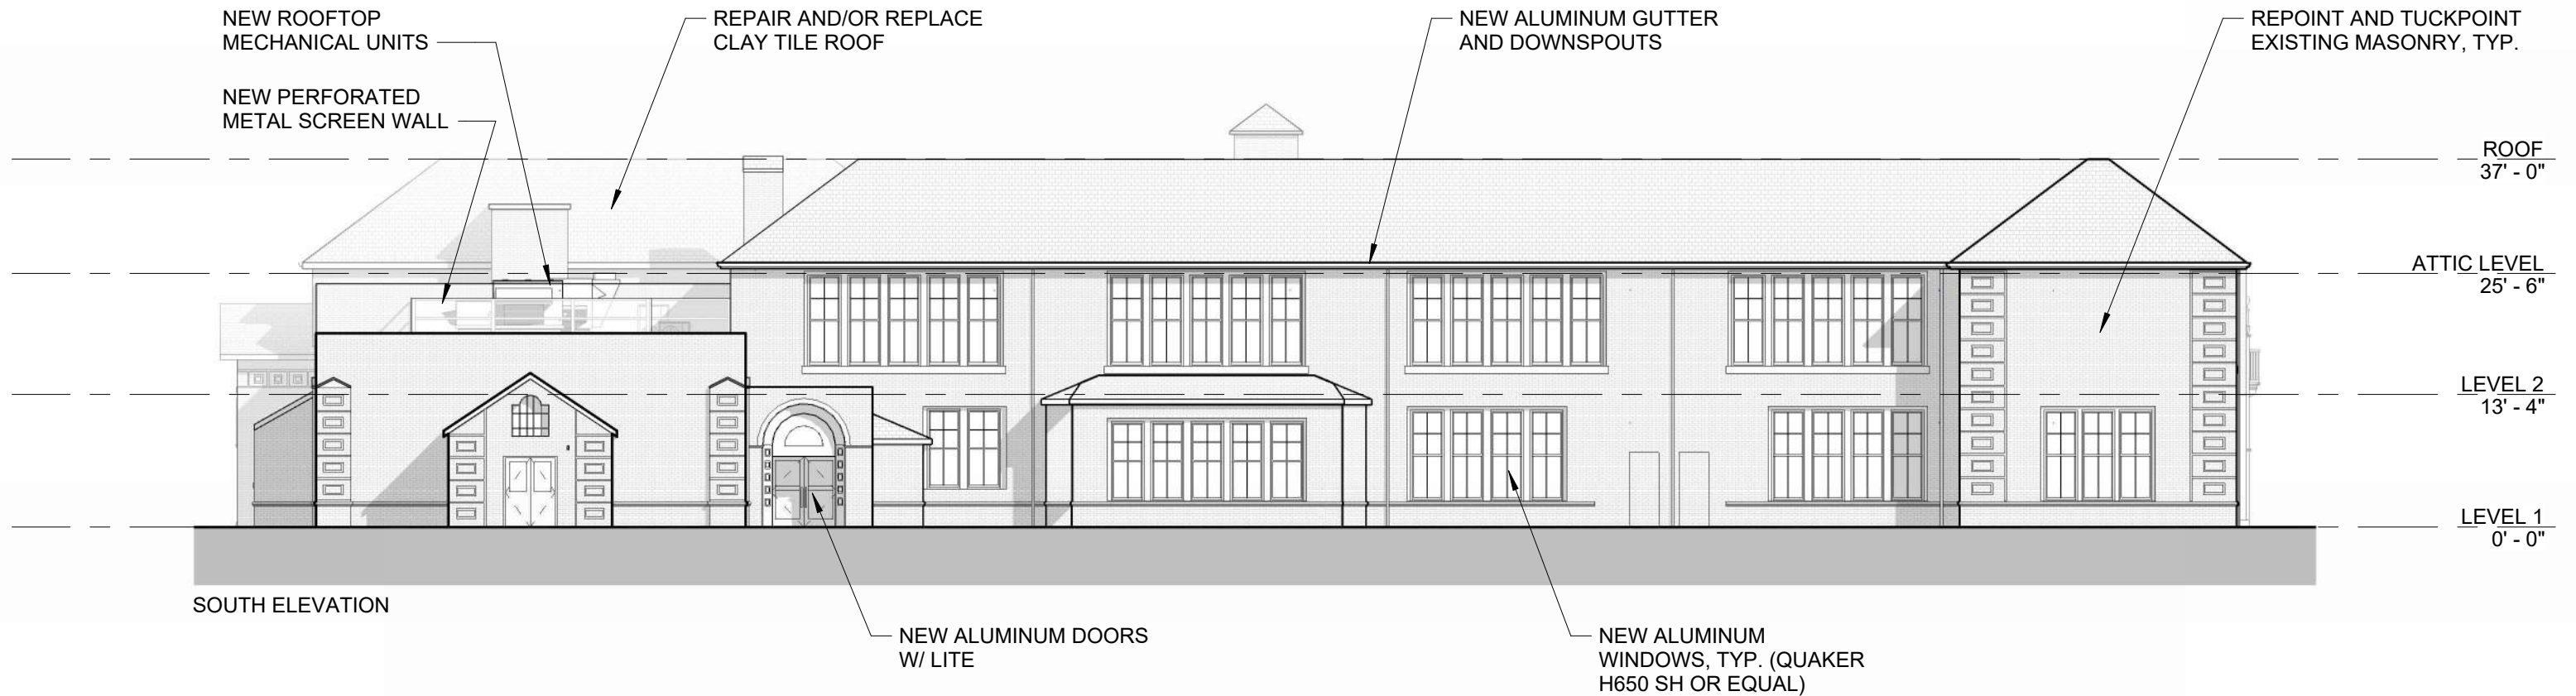 NEW ROOFTOP
MECHANICAL UNITS
REPAIR AND/OR REPLACE
CLAY TILE ROOF
NEW ALUMINUM GUTTER
AND DOWNSPOUTS
REPOINT AND TUCKPOINT
EXISTING MASONRY, TYP.
NEW PERFORATED
METAL SCREEN WALL
ROOF
37' - 0"
ATTIC LEVEL
25' - 6"
LEVEL 2
13' - 4"
LEVEL 1
0' - 0"
SOUTH ELEVATION
NEW ALUMINUM DOORS
W/ LITE
NEW ALUMINUM
WINDOWS, TYP. (QUAKER
H650 SH OR EQUAL)